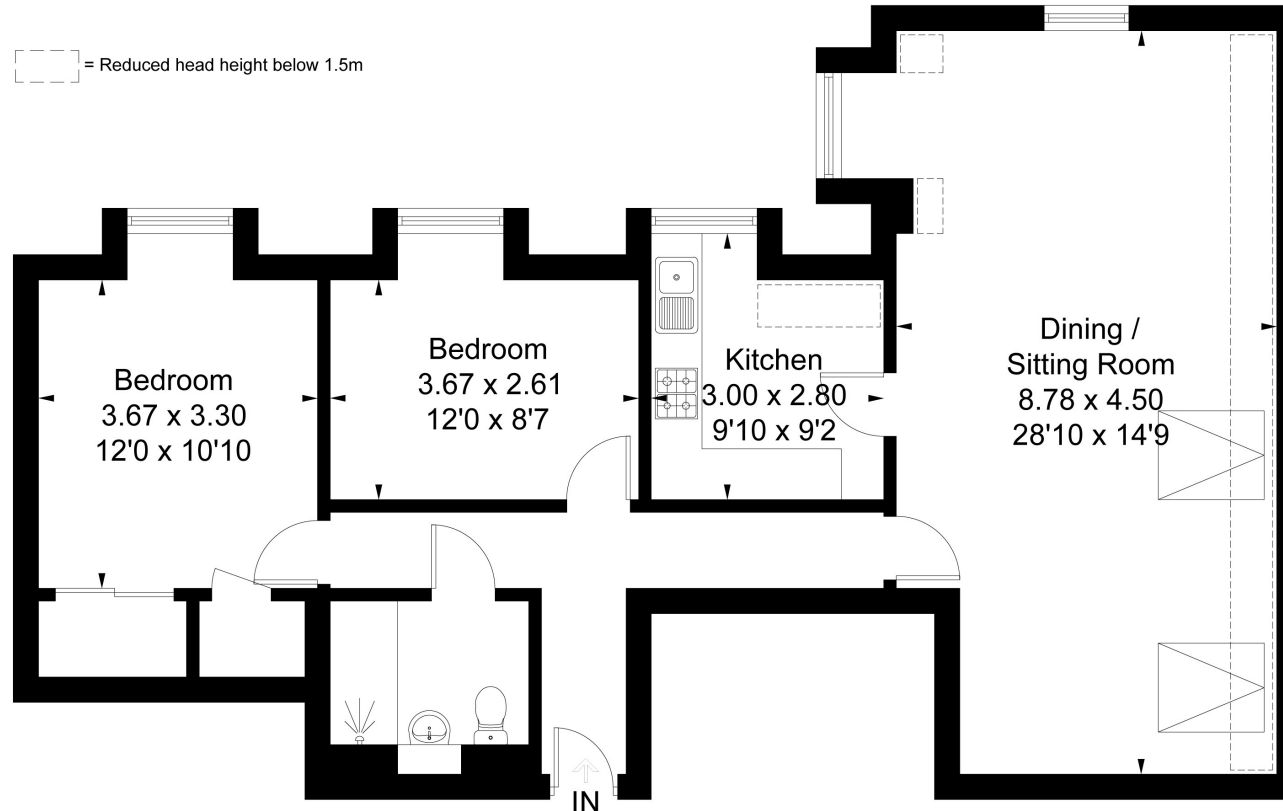 = Reduced head height below 1.5m
Bedroom
3.67 x 3.30
12'0 x 10'10
Bedroom
3.67 x 2.61
12'0 x 8'7
Kitchen
3.00 x 2.80
9'10 x 9'2
Dining /
Sitting Room
8.78 x 4.50
28'10 x 14'9
IN